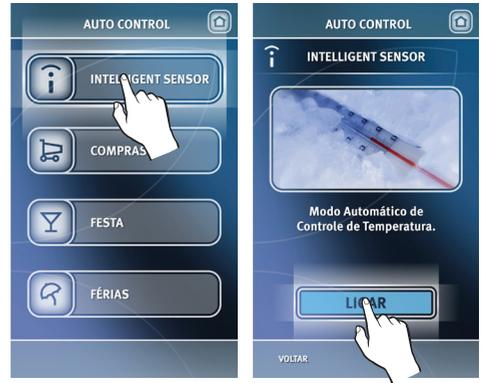 AUTO CONTROL
INTELLIGENT SENSOR
COMPRAS
FESTA
FÉRIAS
AUTO CONTROL
INTELLIGENT SENSOR
Modo Automático de
Controle de Temperatura.
LIGAR
VOLTAR